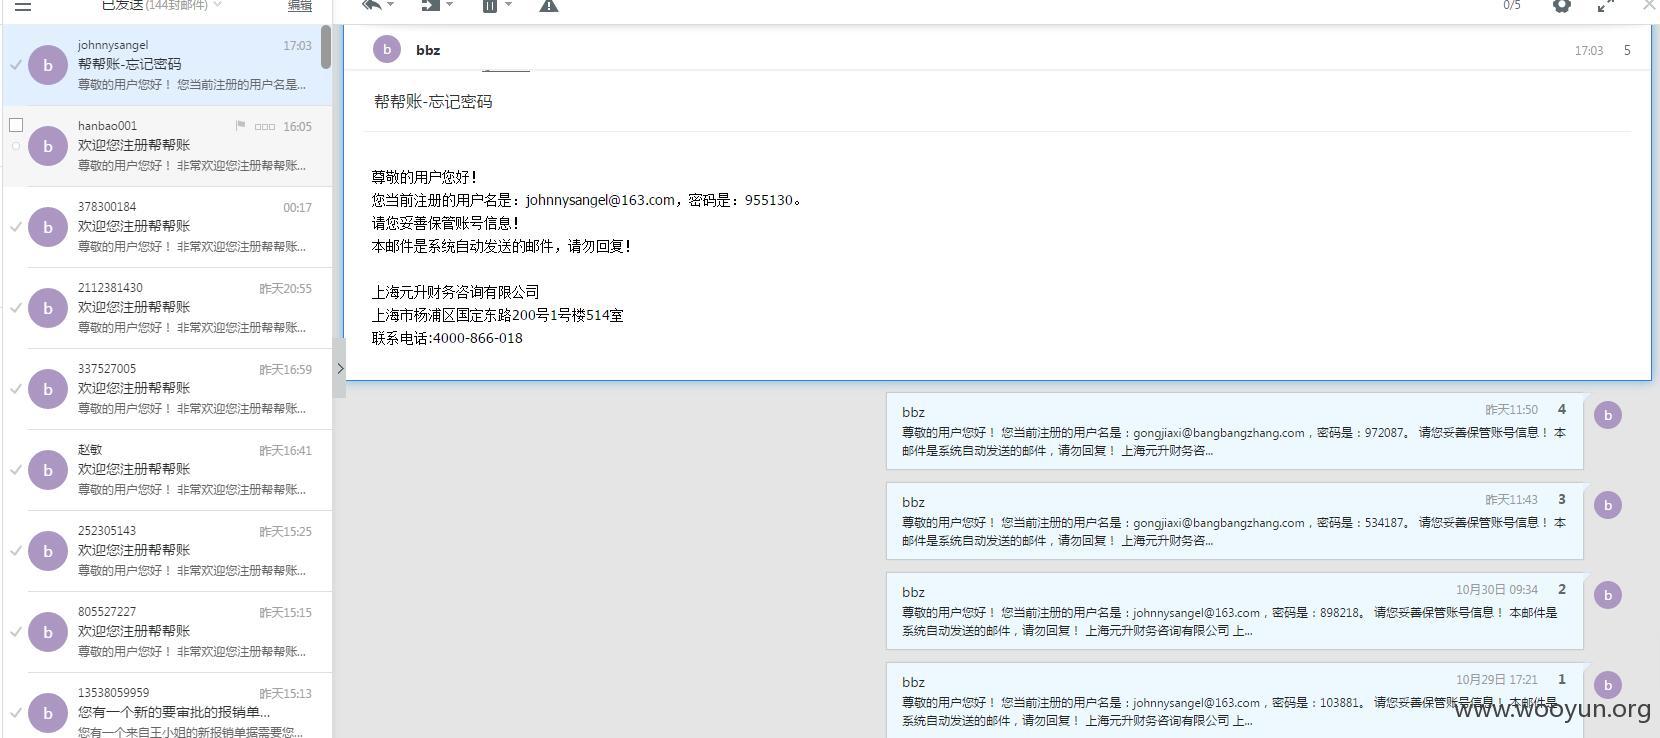 已发送 (144封邮件)
编辑
0/5
johnnysangel 17:03
帮帮账-忘记密码
尊敬的用户您好！ 您当前注册的用户名是...
hanbao001 16:05
欢迎您注册帮帮账
尊敬的用户您好！ 非常欢迎您注册帮帮账...
378300184 00:17
欢迎您注册帮帮账
尊敬的用户您好！ 非常欢迎您注册帮帮账...
2112381430 昨天20:55
欢迎您注册帮帮账
尊敬的用户您好！ 非常欢迎您注册帮帮账...
337527005 昨天16:59
欢迎您注册帮帮账
尊敬的用户您好！ 非常欢迎您注册帮帮账...
赵敏 昨天16:41
欢迎您注册帮帮账
尊敬的用户您好！ 非常欢迎您注册帮帮账...
252305143 昨天15:25
欢迎您注册帮帮账
尊敬的用户您好！ 非常欢迎您注册帮帮账...
805527227 昨天15:15
欢迎您注册帮帮账
尊敬的用户您好！ 非常欢迎您注册帮帮账...
13538059959 昨天15:13
您有一个新的要审批的报销单...
您有一个来自王小姐的新报销单据需要您...
b bbz 17:03 5
帮帮账-忘记密码
尊敬的用户您好！
您当前注册的用户名是：johnnysangel@163.com，密码是：955130。
请您妥善保管账号信息！
本邮件是系统自动发送的邮件，请勿回复！
上海元升财务咨询有限公司
上海市杨浦区国定东路200号1号楼514室
联系电话:4000-866-018
bbz 昨天11:50 4
尊敬的用户您好！ 您当前注册的用户名是：gongjiaxi@bangbangzhang.com，密码是：972087。 请您妥善保管账号信息！ 本
邮件是系统自动发送的邮件，请勿回复！ 上海元升财务咨...
bbz 昨天11:43 3
尊敬的用户您好！ 您当前注册的用户名是：gongjiaxi@bangbangzhang.com，密码是：534187。 请您妥善保管账号信息！ 本
邮件是系统自动发送的邮件，请勿回复！ 上海元升财务咨...
bbz 10月30日 09:34 2
尊敬的用户您好！ 您当前注册的用户名是：johnnysangel@163.com，密码是：898218。 请您妥善保管账号信息！ 本邮件是
系统自动发送的邮件，请勿回复！ 上海元升财务咨询有限公司 上...
bbz 10月29日 17:21 1
尊敬的用户您好！ 您当前注册的用户名是：johnnysangel@163.com，密码是：103881。 请您妥善保管账号信息！ 本邮件是
系统自动发送的邮件，请勿回复！ 上海元升财务咨询有限公司 上...
www.wooyun.org